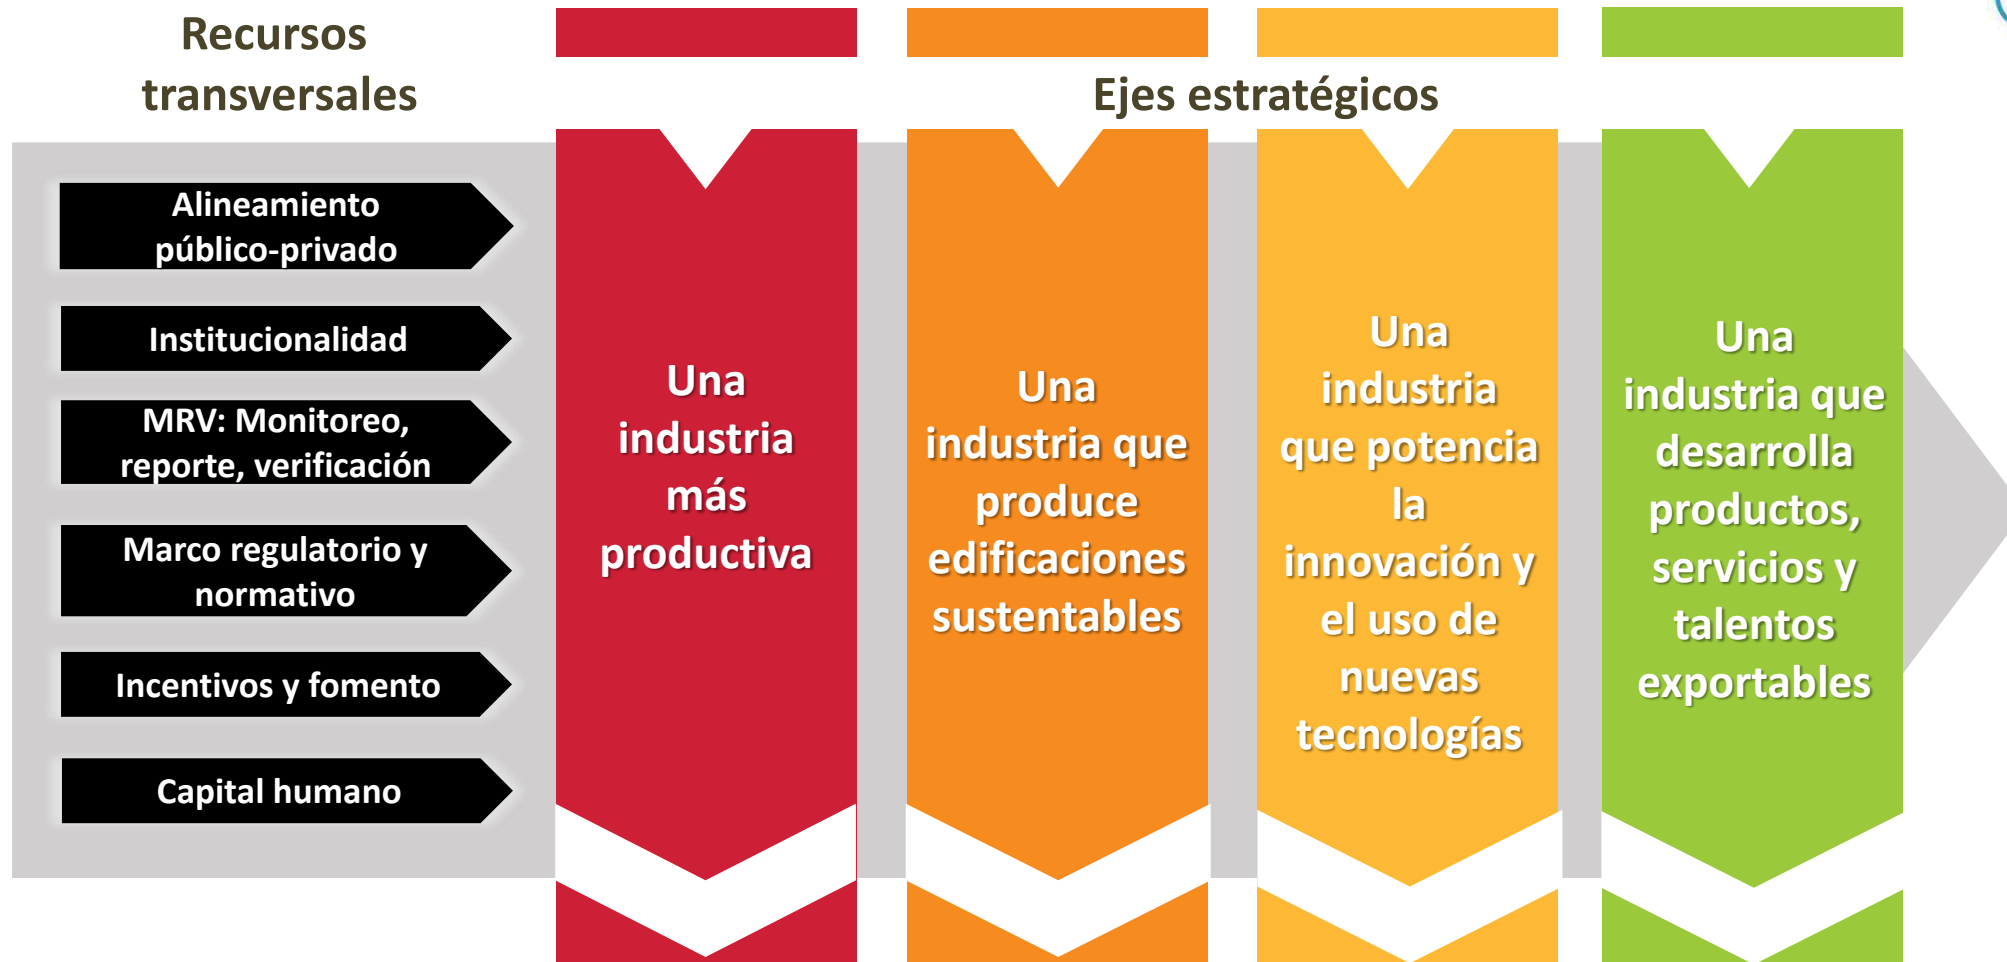 Recursos
transversales
Ejes estratégicos
Alineamiento
público-privado
Institucionalidad
MRV: Monitoreo,
reporte, verificación
Marco regulatorio y
normativo
Incentivos y fomento
Capital humano
Una
industria
más
productiva
Una
industria que
produce
edificaciones
sustentables
Una
industria
que potencia
la
innovación y
el uso de
nuevas
tecnologías
Una
industria que
desarrolla
productos,
servicios y
talentos
exportables